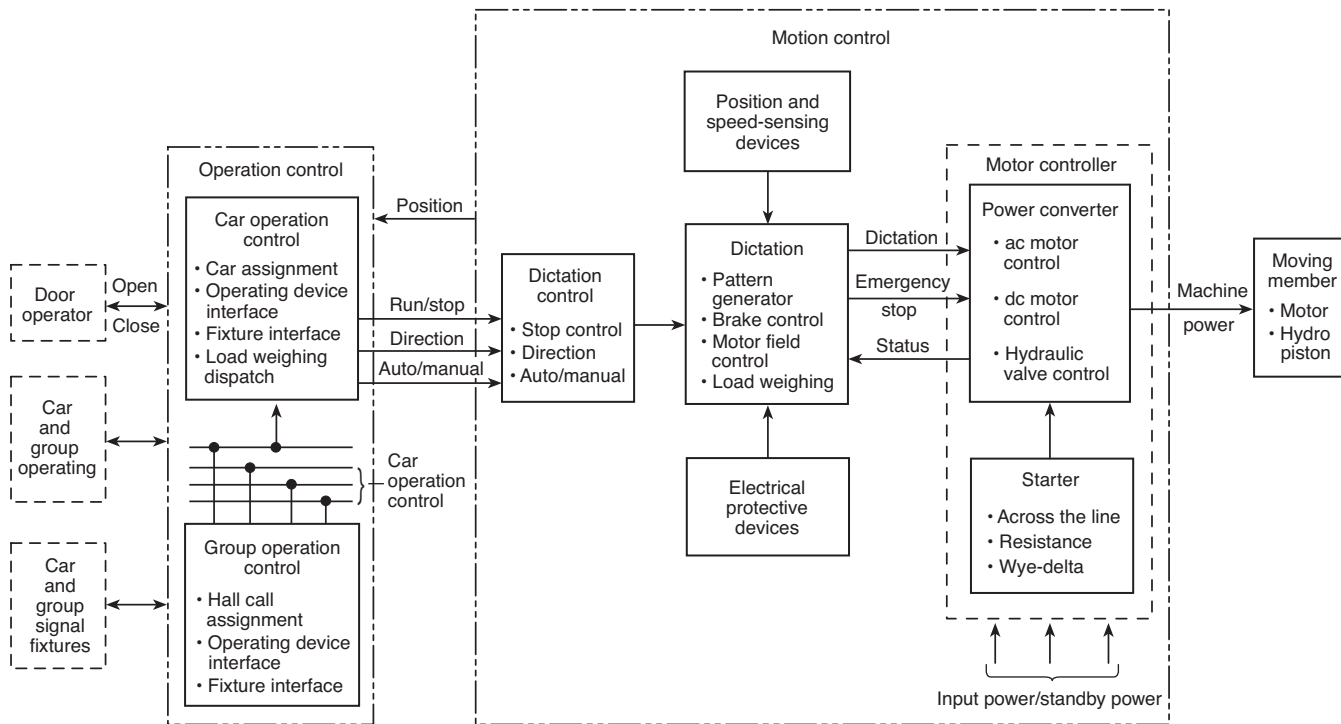 Motion control
Position and
speed-sensing
devices
Operation control
Motor controller
Car operation
control
• Car assignment
• Operating device
interface
• Fixture interface
• Load weighing
dispatch
Position
Door
operator
Open
Close
Run/stop
Direction
Auto/manual
Dictation
control
• Stop control
• Direction
• Auto/manual
Dictation
• Pattern
generator
• Brake control
• Motor field
control
• Load weighing
Dictation
Emergency
stop
Status
Power converter
• ac motor
control
• dc motor
control
• Hydraulic
valve control
Machine
power
Moving
member
• Motor
• Hydro
piston
Car
and
group
operating
Car
operation
control
Electrical
protective
devices
Starter
• Across the line
• Resistance
• Wye-delta
Car
and
group
signal
fixtures
Group operation
control
• Hall call
assignment
• Operating device
interface
• Fixture interface
Input power/standby power